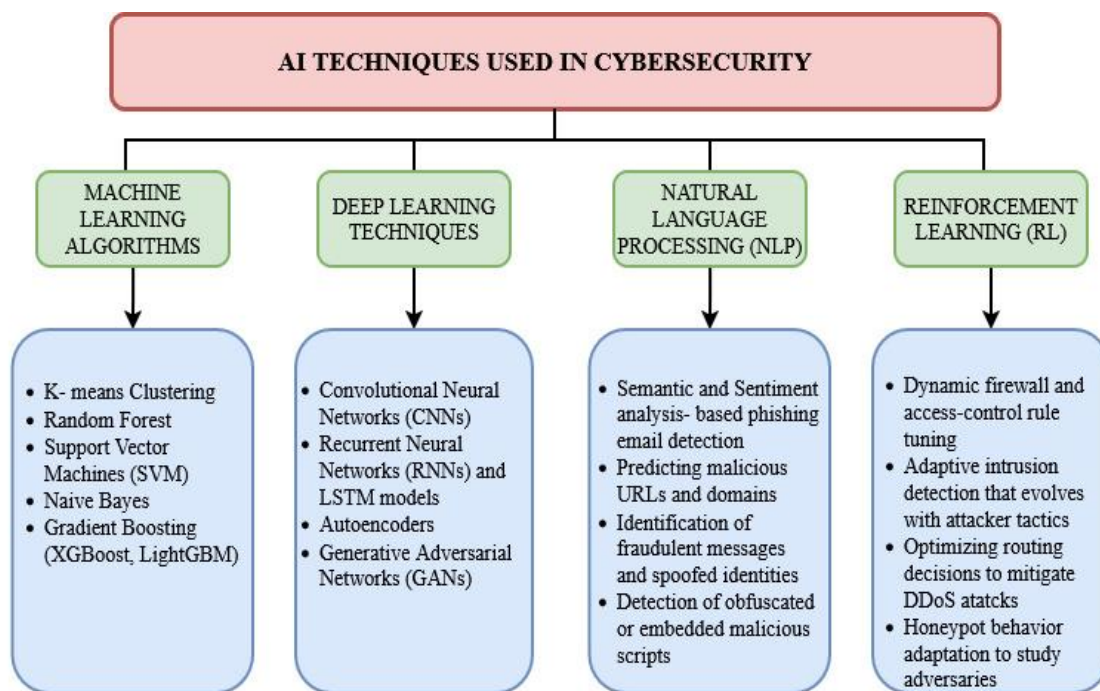 AI TECHNIQUES USED IN CYBERSECURITY
MACHINE
LEARNING
ALGORITHMS
DEEP LEARNING
TECHNIQUES
NATURAL
LANGUAGE
PROCESSING (NLP)
REINFORCEMENT
LEARNING (RL)
• K- means Clustering
• Random Forest
• Support Vector
Machines (SVM)
• Naive Bayes
• Gradient Boosting
(XGBoost, LightGBM)
• Convolutional Neural
Networks (CNNs)
• Recurrent Neural
Networks (RNNs) and
LSTM models
• Autoencoders
• Generative Adversarial
Networks (GANs)
• Semantic and Sentiment
analysis- based phishing
email detection
• Predicting malicious
URLs and domains
• Identification of
fraudulent messages
and spoofed identities
• Detection of obfuscated
or embedded malicious
scripts
• Dynamic firewall and
access-control rule
tuning
• Adaptive intrusion
detection that evolves
with attacker tactics
• Optimizing routing
decisions to mitigate
DDoS atatcks
• Honeypot behavior
adaptation to study
adversaries